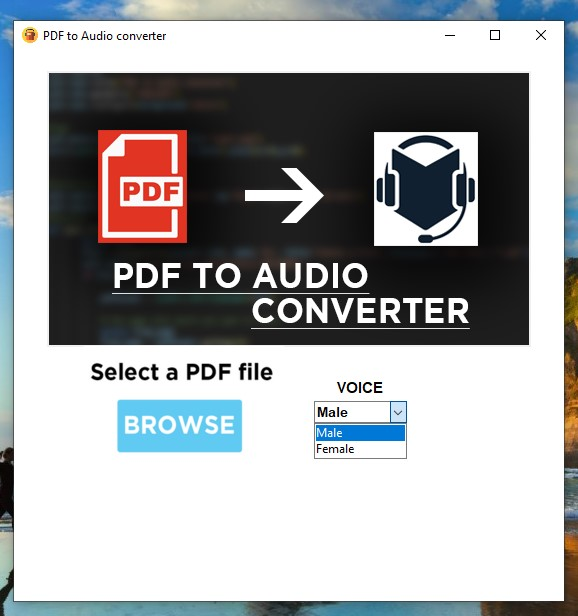 PDF to Audio converter
PDF
PDF TO AUDIO
CONVERTER
Select a PDF file
VOICE
BROWSE
Male
Male
Female